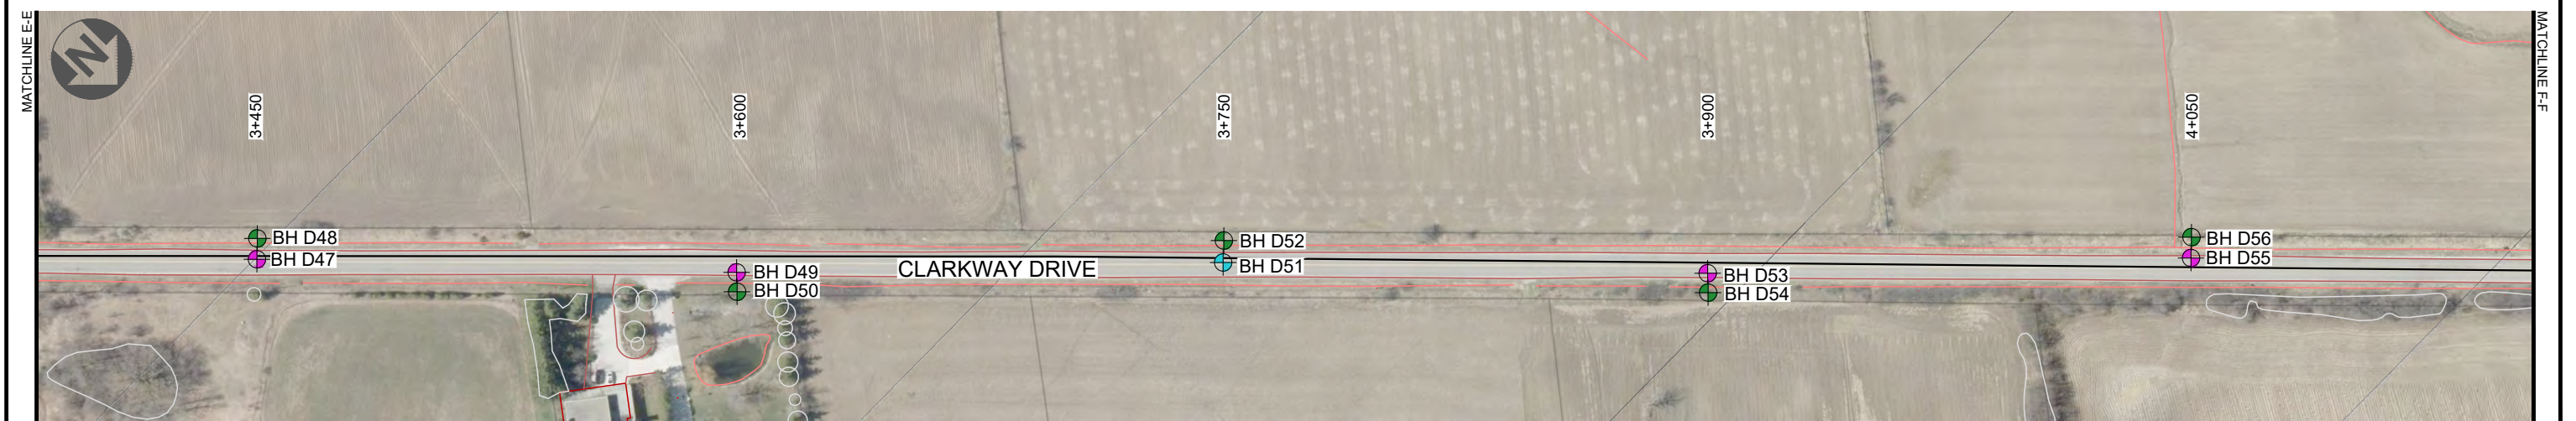 MATCHLINE E-E
N
3+450
3+600
3+750
3+900
4+050
MATCHLINE F-F
BH D48
BH D47
BH D49
BH D50
CLARKWAY DRIVE
BH D52
BH D51
BH D53
BH D54
BH D56
BH D55